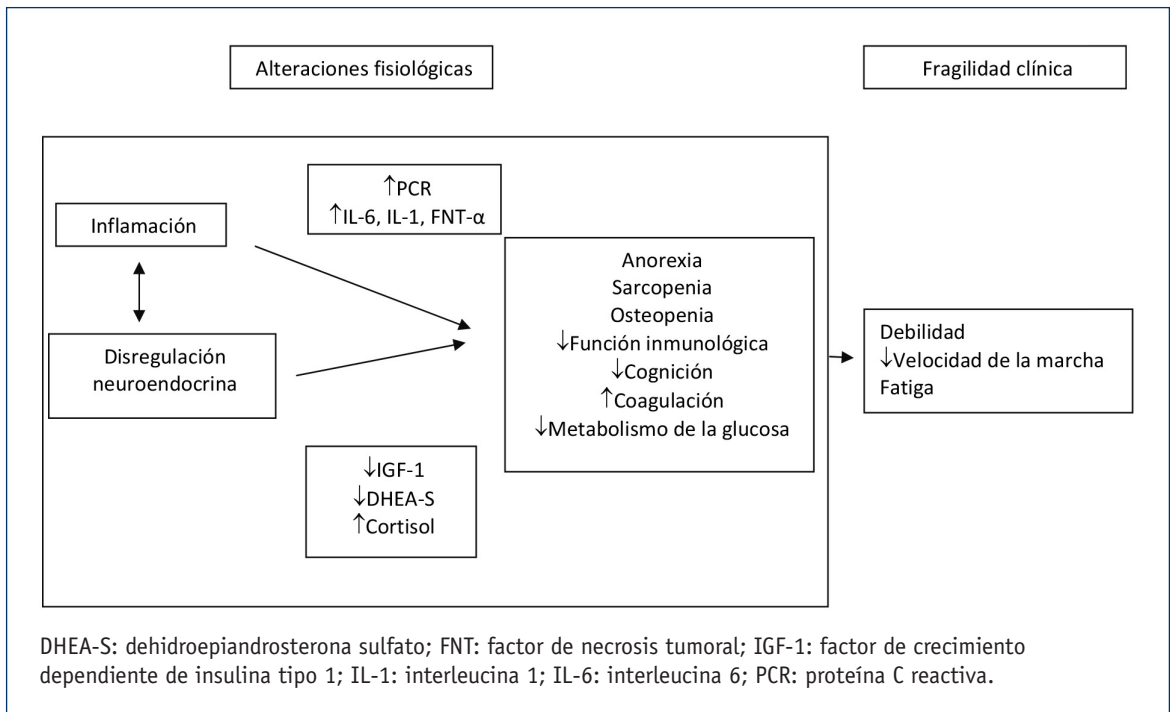 Alteraciones fisiológicas
Fragilidad clínica
↑PCR
↑IL-6, IL-1, FNT-α
Inflamación
Disregulación
neuroendocrina
Anorexia
Sarcopenia
Osteopenia
↓Función inmunológica
↓Cognición
↑Coagulación
↓Metabolismo de la glucosa
↓IGF-1
↓DHEA-S
↑Cortisol
Debilidad
↓Velocidad de la marcha
Fatiga
DHEA-S: dehidroepiandrosterona sulfato; FNT: factor de necrosis tumoral; IGF-1: factor de crecimiento
dependiente de insulina tipo 1; IL-1: interleucina 1; IL-6: interleucina 6; PCR: proteína C reactiva.